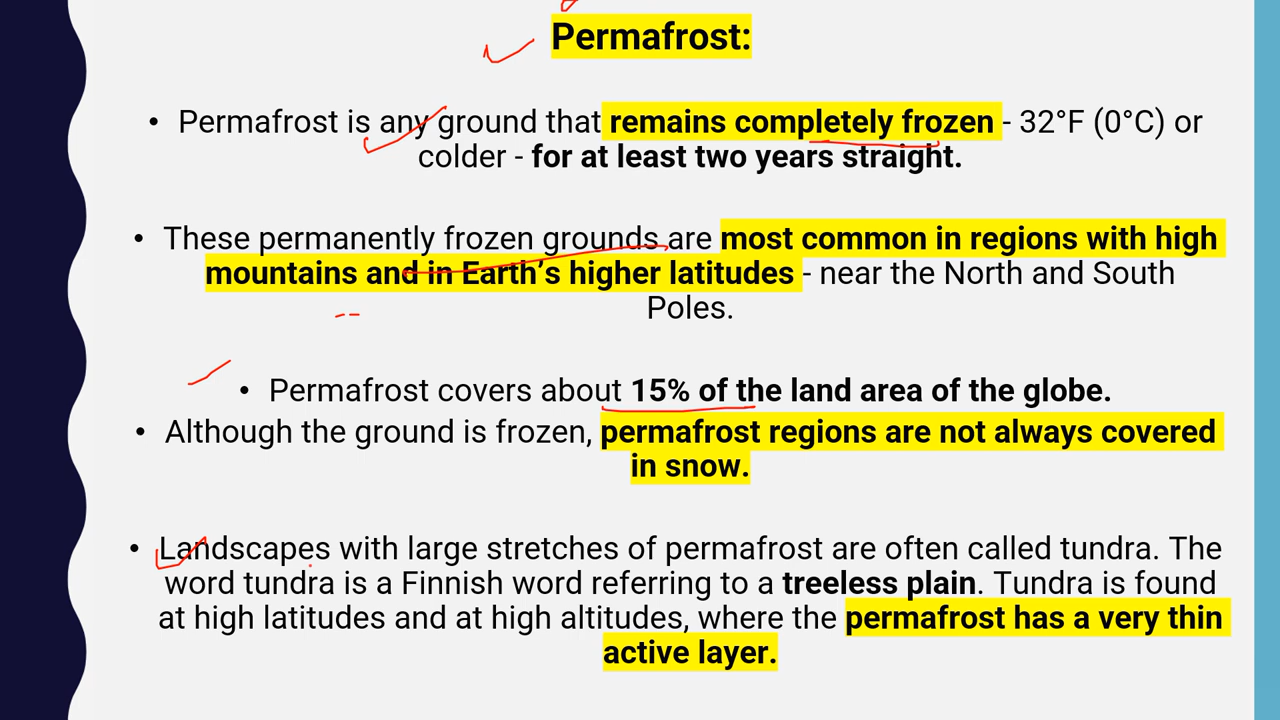 Permafrost:
• Permafrost is any ground that remains completely frozen - 32°F (0°C) or
colder - for at least two years straight.
• These permanently frozen grounds are most common in regions with high
mountains and in Earth’s higher latitudes - near the North and South
Poles.
• Permafrost covers about 15% of the land area of the globe.
• Although the ground is frozen, permafrost regions are not always covered
in snow.
• Landscapes with large stretches of permafrost are often called tundra. The
word tundra is a Finnish word referring to a treeless plain. Tundra is found
at high latitudes and at high altitudes, where the permafrost has a very thin
active layer.